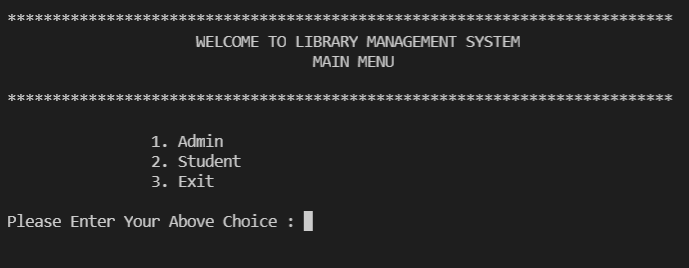 **************************************************************************
WELCOME TO LIBRARY MANAGEMENT SYSTEM
MAIN MENU
**************************************************************************
1. Admin
2. Student
3. Exit
Please Enter Your Above Choice :